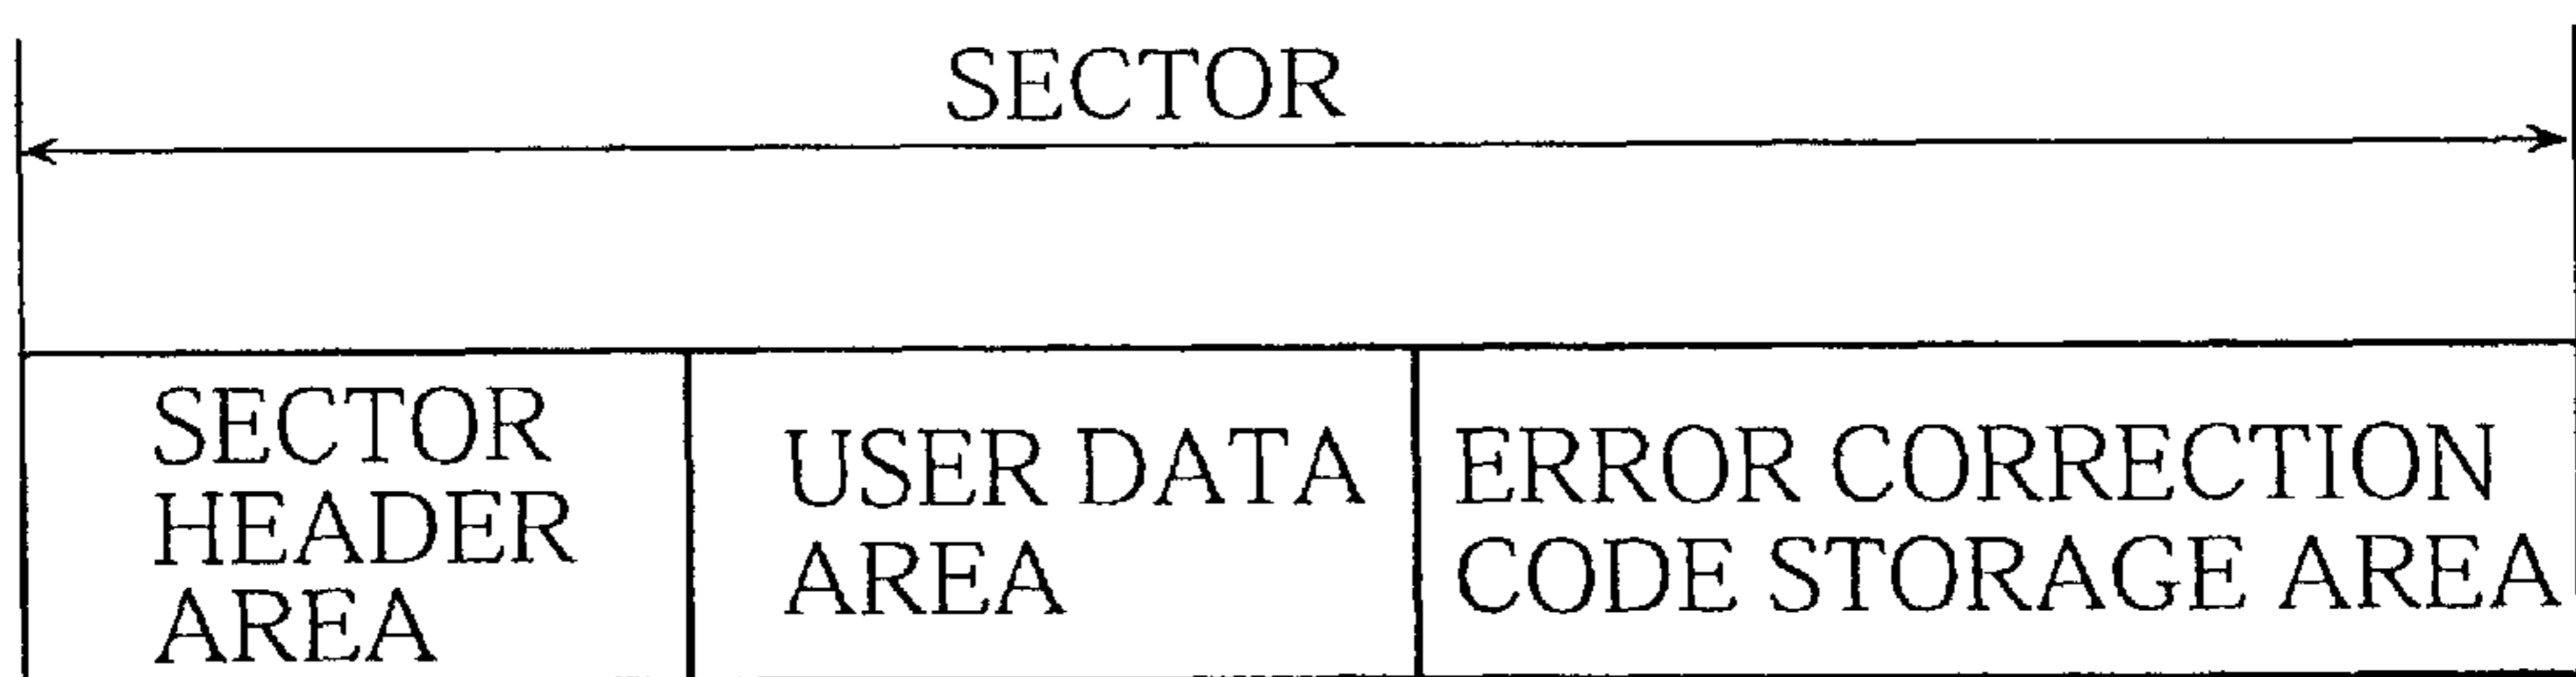 SECTOR
SECTOR
HEADER
AREA
USER DATA
AREA
ERROR CORRECTION
CODE STORAGE AREA